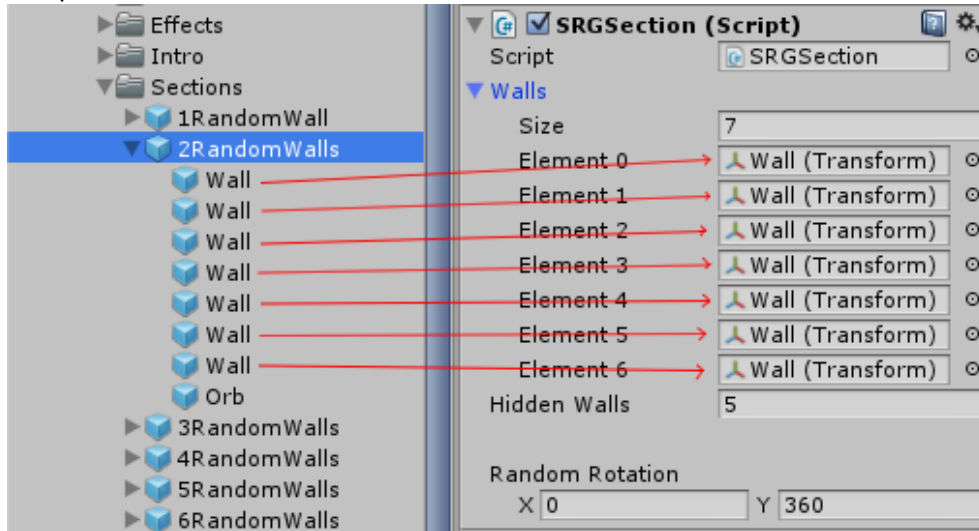 Effects
Intro
Sections
1RandomWall
2RandomWalls
Wall
Wall
Wall
Wall
Wall
Wall
Wall
Orb
3RandomWalls
4RandomWalls
5RandomWalls
6RandomWalls
SRGSection (Script)
Script SRGSection
Walls
Size 7
Element 0 Wall (Transform)
Element 1 Wall (Transform)
Element 2 Wall (Transform)
Element 3 Wall (Transform)
Element 4 Wall (Transform)
Element 5 Wall (Transform)
Element 6 Wall (Transform)
Hidden Walls 5
Random Rotation
X 0 Y 360